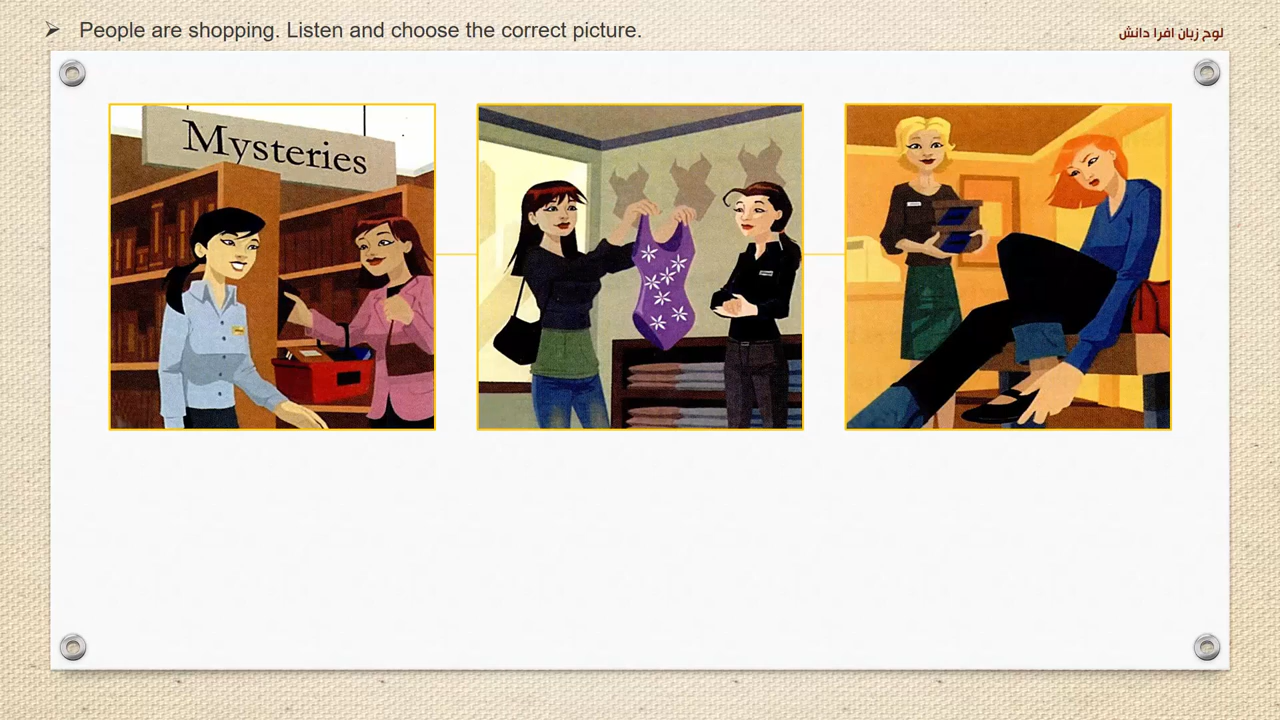 ➢ People are shopping. Listen and choose the correct picture.
لوح زبان افرا دانش
Mysteries